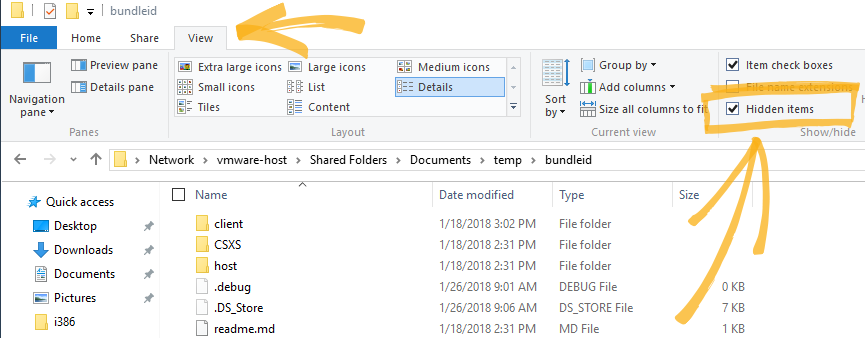 bundleid
File Home Share View
Preview pane
Details pane
Navigation pane
Panes
Extra large icons Large icons Medium icons
Small icons List Details
Tiles Content
Layout
Sort by
Group by
Add columns
Size all columns to fit
Current view
Item check boxes
File name extensions
Hidden items
Show/hide
Network > vmware-host > Shared Folders > Documents > temp > bundleid
Quick access
Desktop
Downloads
Documents
Pictures
i386
Name Date modified Type Size
client 1/18/2018 3:02 PM File folder
CSXS 1/18/2018 2:31 PM File folder
host 1/18/2018 2:31 PM File folder
.debug 1/26/2018 9:01 AM DEBUG File 0 KB
.DS_Store 1/26/2018 9:06 AM DS_STORE File 7 KB
readme.md 1/18/2018 2:31 PM MD File 1 KB